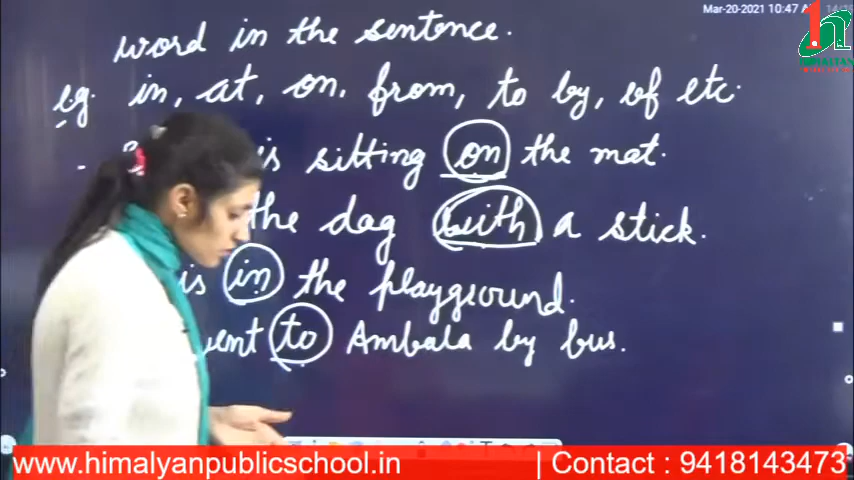 Mar-20-2021 10:47
word in the sentence.
eg. in, at, on, from, to by, of etc.
is sitting on the mat.
the dog with a stick.
is in the playground.
went to Ambala by bus.
www.himalyanpublicschool.in | Contact : 9418143473